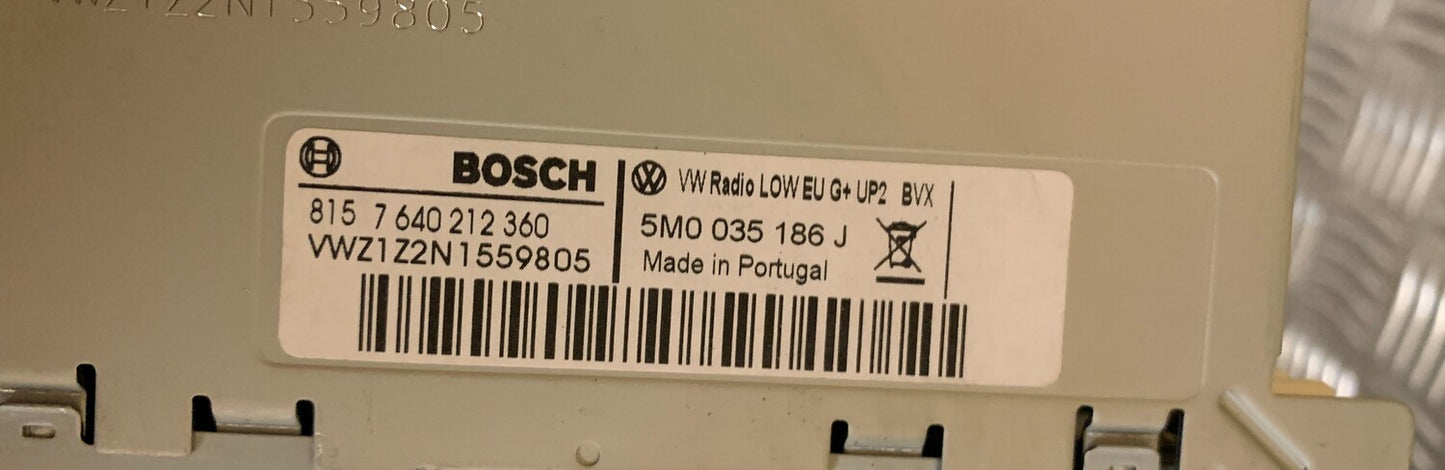 VWZ1Z2N1559805
BOSCH
815 7 640 212 360
VWZ1Z2N1559805
VW Radio LOW EU G+ UP2 BVX
5M0 035 186 J
Made in Portugal